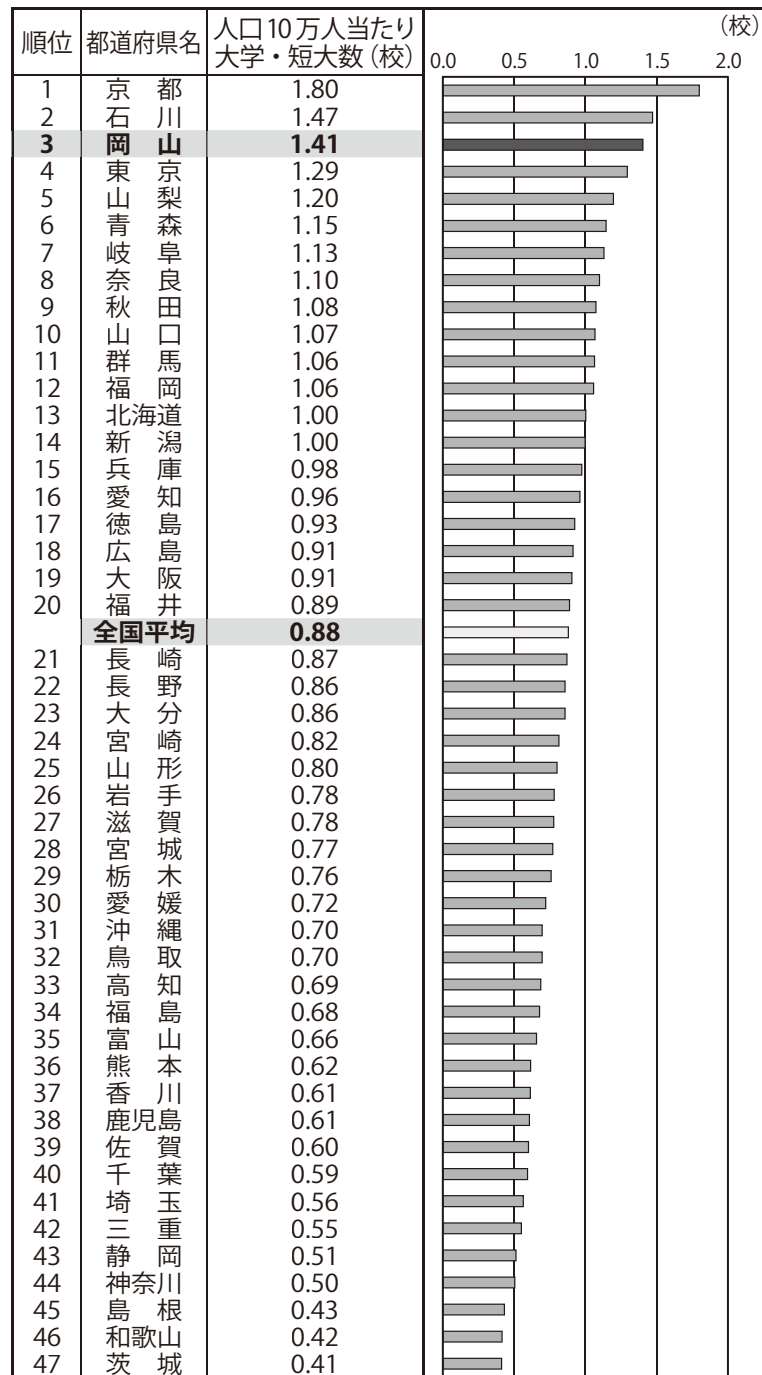 順位 都道府県名 人口10万人当たり大学・短大数(校) (校)
0.0 0.5 1.0 1.5 2.0
1 京都 1.80
2 石川 1.47
3 岡山 1.41
4 東京 1.29
5 山梨 1.20
6 青森 1.15
7 岐阜 1.13
8 奈良 1.10
9 秋田 1.08
10 山口 1.07
11 群馬 1.06
12 福岡 1.06
13 北海道 1.00
14 新潟 1.00
15 兵庫 0.98
16 愛知 0.96
17 徳島 0.93
18 広島 0.91
19 大阪 0.91
20 福井 0.89
全国平均 0.88
21 長崎 0.87
22 長野 0.86
23 大分 0.86
24 宮崎 0.82
25 山形 0.80
26 岩手 0.78
27 滋賀 0.78
28 宮城 0.77
29 栃木 0.76
30 愛媛 0.72
31 沖縄 0.70
32 鳥取 0.70
33 高知 0.69
34 福島 0.68
35 富山 0.66
36 熊本 0.62
37 香川 0.61
38 鹿児島 0.61
39 佐賀 0.60
40 千葉 0.59
41 埼玉 0.56
42 三重 0.55
43 静岡 0.51
44 神奈川 0.50
45 島根 0.43
46 和歌山 0.42
47 茨城 0.41